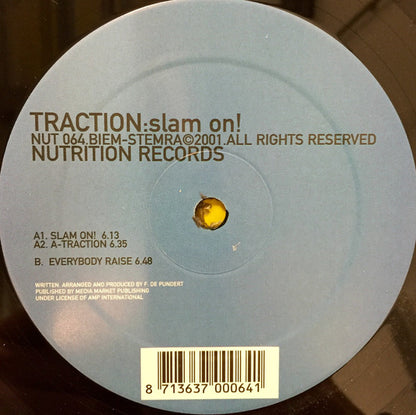 TRACTION:slam on!
NUT 064.BIEM-STEMRA©2001.ALL RIGHTS RESERVED
NUTRITION RECORDS
A1. SLAM ON! 6.13
A2. A-TRACTION 6.35
B. EVERYBODY RAISE 6.48
WRITTEN, ARRANGED AND PRODUCED BY F. DE PUNDERT
PUBLISHED BY MEDIA MARKET PUBLISHING
UNDER LICENSE OF AMP INTERNATIONAL
8 713637 000641